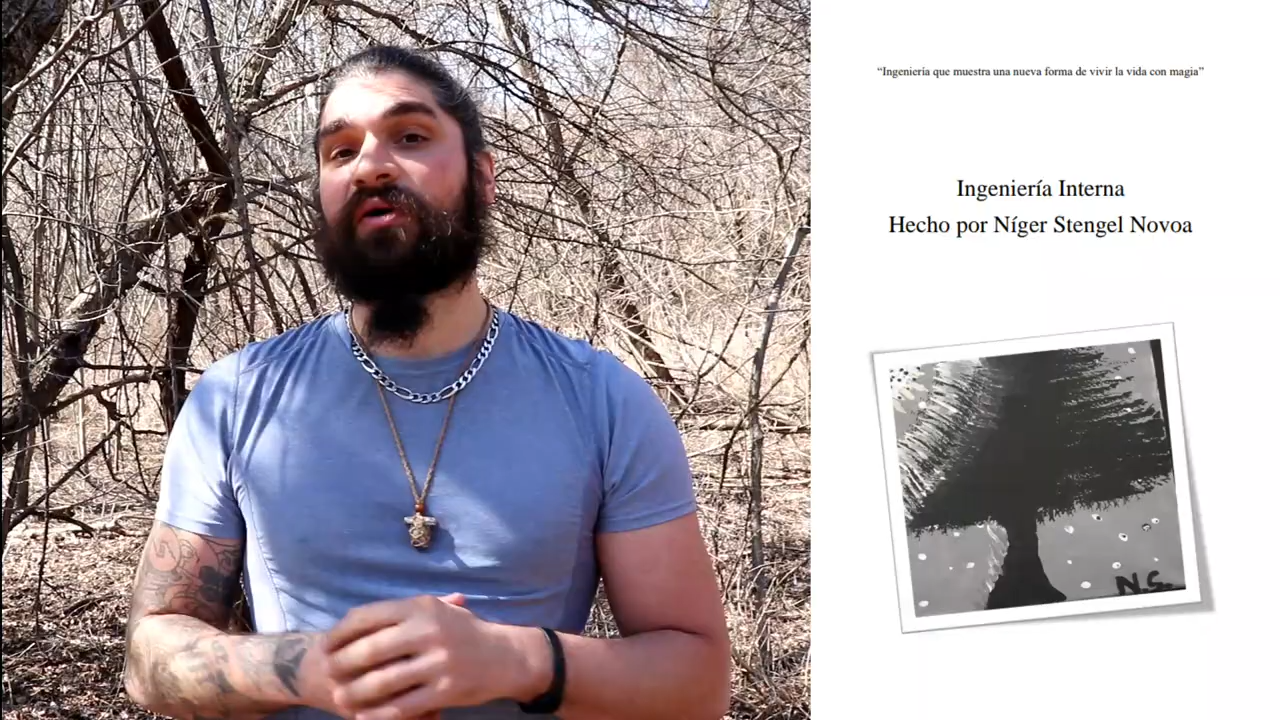 “Ingeniería que muestra una nueva forma de vivir la vida con magia”
Ingeniería Interna
Hecho por Níger Stengel Novoa
N.S.